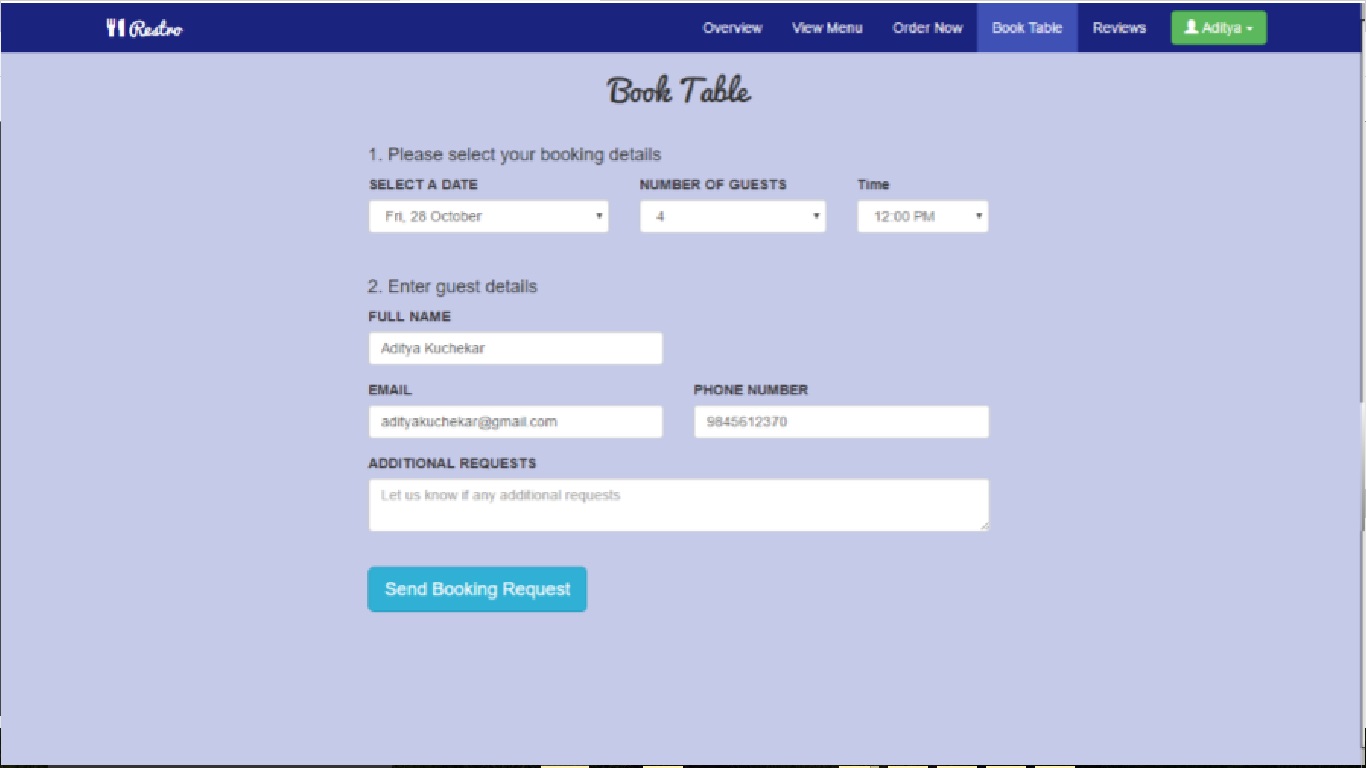 Restro Overview View Menu Order Now Book Table Reviews Aditya
Book Table
1. Please select your booking details
SELECT A DATE NUMBER OF GUESTS Time
Fri, 28 October 4 12:00 PM
2. Enter guest details
FULL NAME
Aditya Kuchekar
EMAIL PHONE NUMBER
adityakuchekar@gmail.com 9845612370
ADDITIONAL REQUESTS
Let us know if any additional requests
Send Booking Request